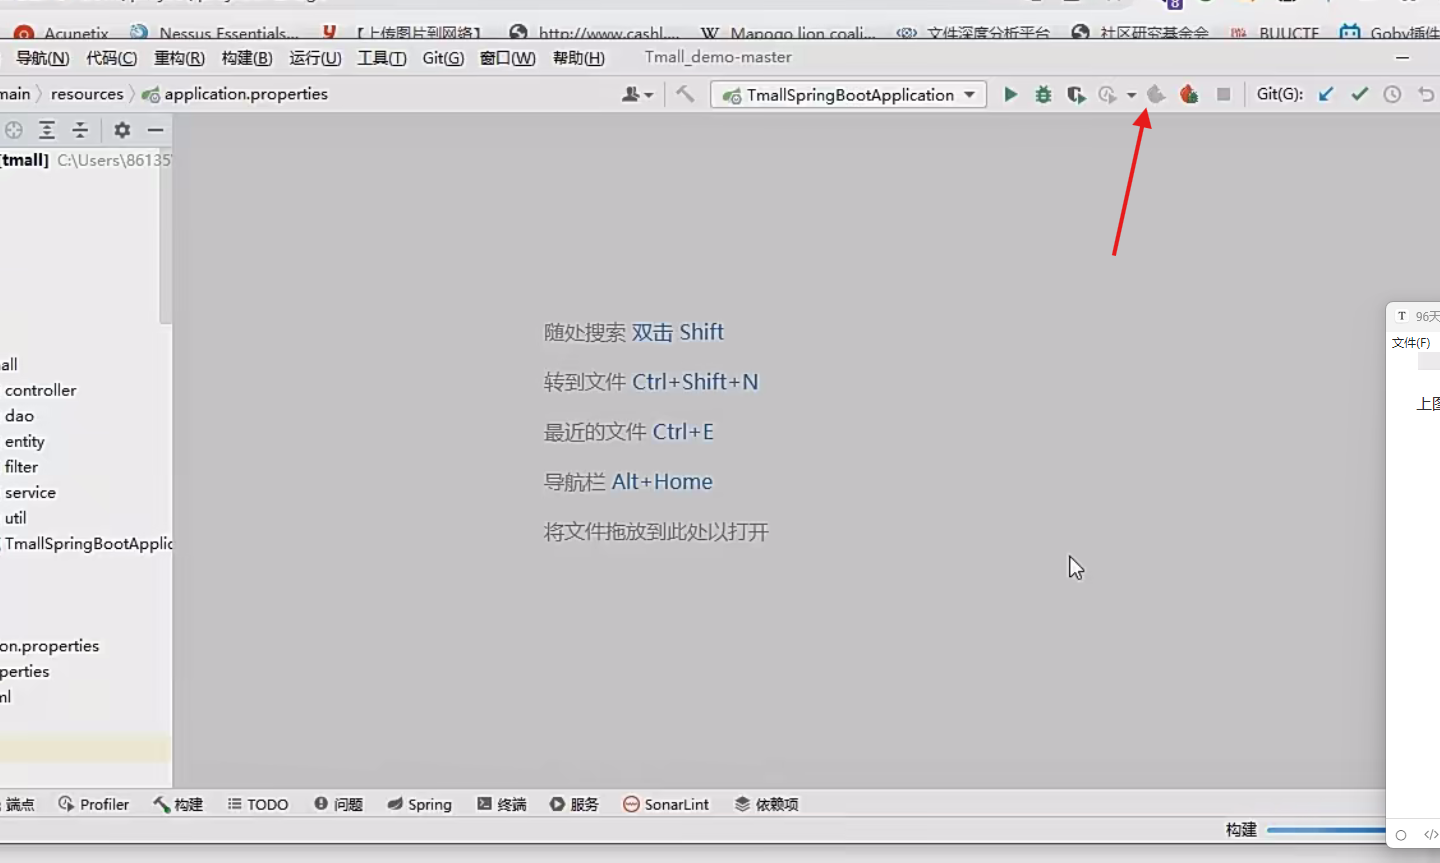 8
Acunetix
Nessus Essentials...
【上传图片到网络】
http://www.cashl....
W Mapogo lion coali...
文件深度分析平台
社区研究基金会
BUUCTF
Goby插件
导航(N) 代码(C) 重构(R) 构建(B) 运行(U) 工具(T) Git(G) 窗口(W) 帮助(H) Tmall_demo-master
main 〉 resources 〉 application.properties
TmallSpringBootApplication
Git(G):
[tmall] C:\Users\86135
随处搜索 双击 Shift
转到文件 Ctrl+Shift+N
最近的文件 Ctrl+E
导航栏 Alt+Home
将文件拖放到此处以打开
all
controller
dao
entity
filter
service
util
TmallSpringBootApplic
on.properties
perties
ml
T 96天
文件(F)
上图
端点 Profiler 构建 TODO 问题 Spring 终端 服务 SonarLint 依赖项
构建